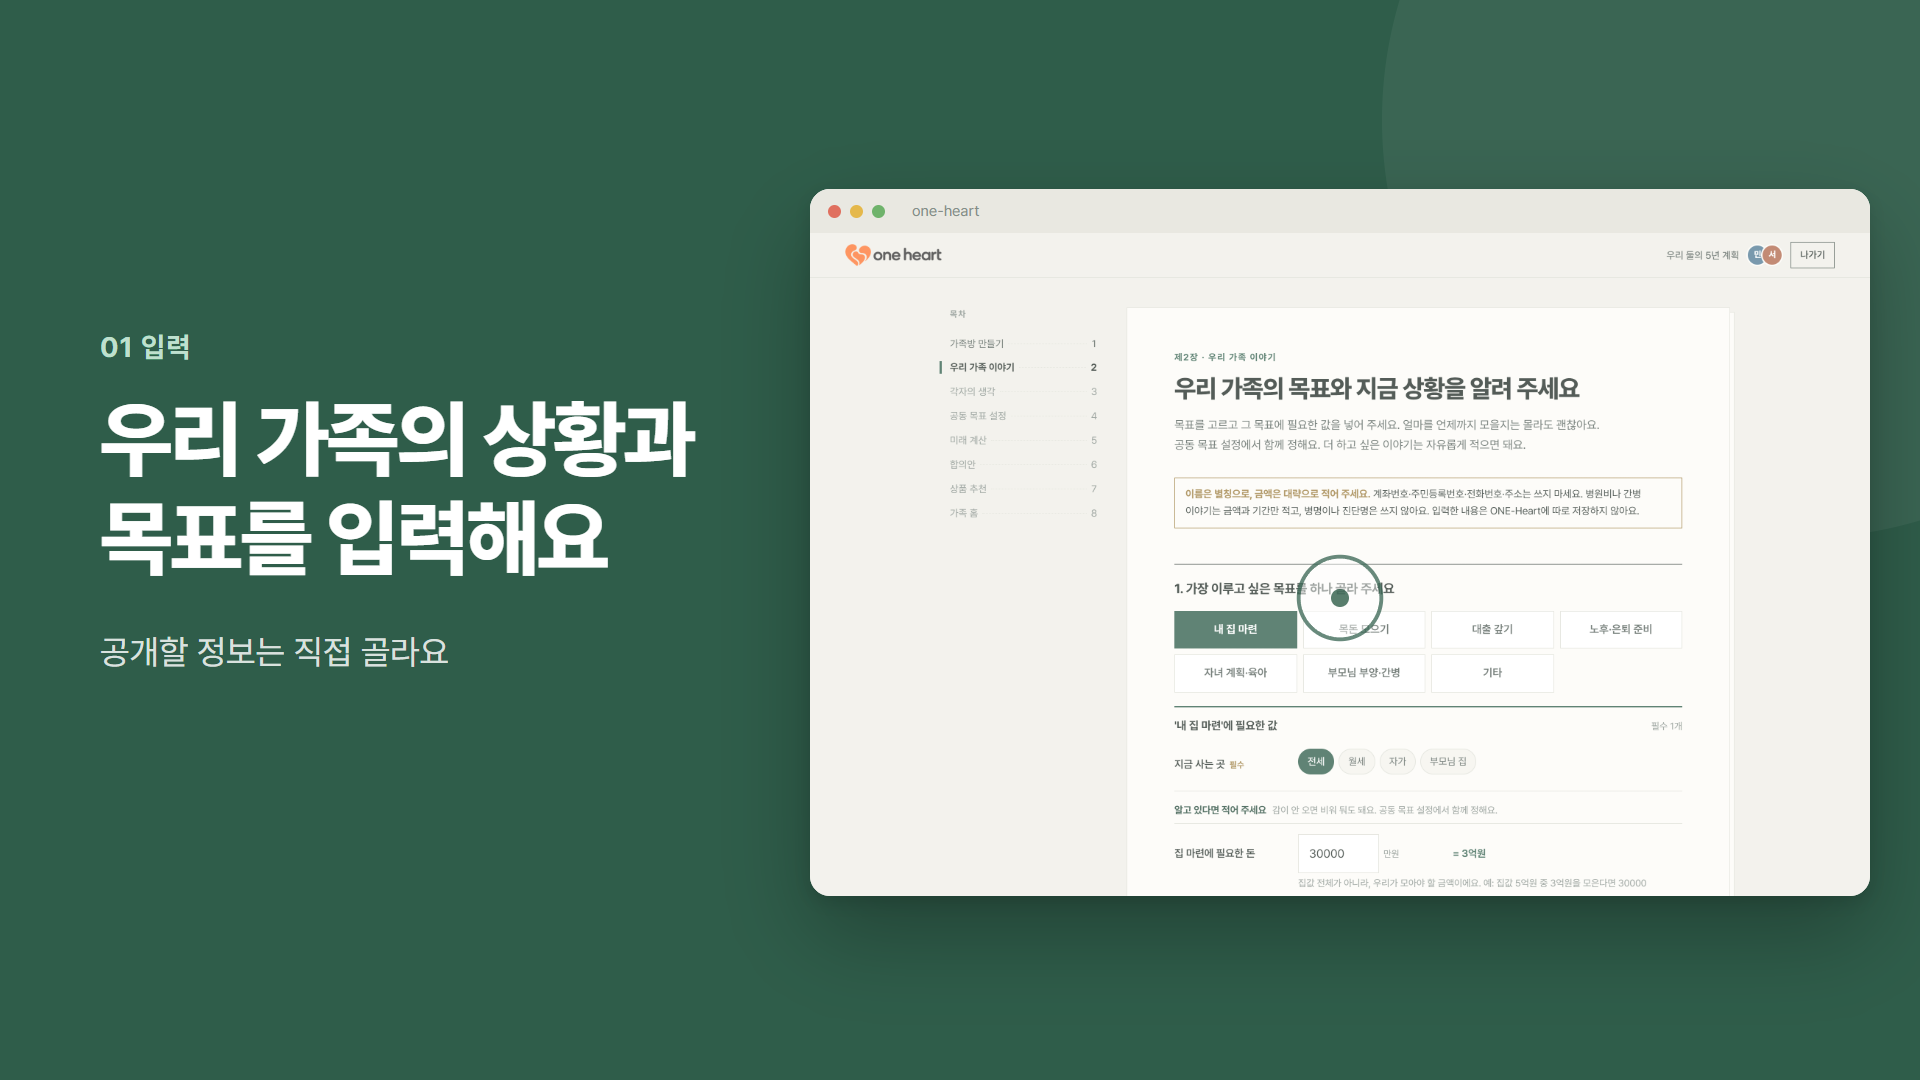 01 입력
우리 가족의 상황과
목표를 입력해요
공개할 정보는 직접 골라요
one-heart
one heart
우리 둘의 5년 계획
민
서
나가기
목차
가족방 만들기 1
우리 가족 이야기 2
각자의 생각 3
공동 목표 설정 4
미래 계산 5
합의안 6
상품 추천 7
가족 홈 8
제2장 · 우리 가족 이야기
우리 가족의 목표와 지금 상황을 알려 주세요
목표를 고르고 그 목표에 필요한 값을 넣어 주세요. 얼마를 언제까지 모을지는 몰라도 괜찮아요.
공동 목표 설정에서 함께 정해요. 더 하고 싶은 이야기는 자유롭게 적으면 돼요.
이름은 별칭으로, 금액은 대략으로 적어 주세요. 계좌번호·주민등록번호·전화번호·주소는 쓰지 마세요. 병원비나 간병
이야기는 금액과 기간만 적고, 병명이나 진단명은 쓰지 않아요. 입력한 내용은 ONE-Heart에 따로 저장하지 않아요.
1. 가장 이루고 싶은 목표를 하나 골라 주세요
내 집 마련
목돈 모으기
대출 갚기
노후·은퇴 준비
자녀 계획·육아
부모님 부양·간병
기타
'내 집 마련'에 필요한 값
필수 1개
지금 사는 곳 필수
전세
월세
자가
부모님 집
알고 있다면 적어 주세요 감이 안 오면 비워 둬도 돼요. 공동 목표 설정에서 함께 정해요.
집 마련에 필요한 돈
30000
만원
= 3억원
집값 전체가 아니라, 우리가 모아야 할 금액이에요. 예: 집값 5억원 중 3억원을 모은다면 30000